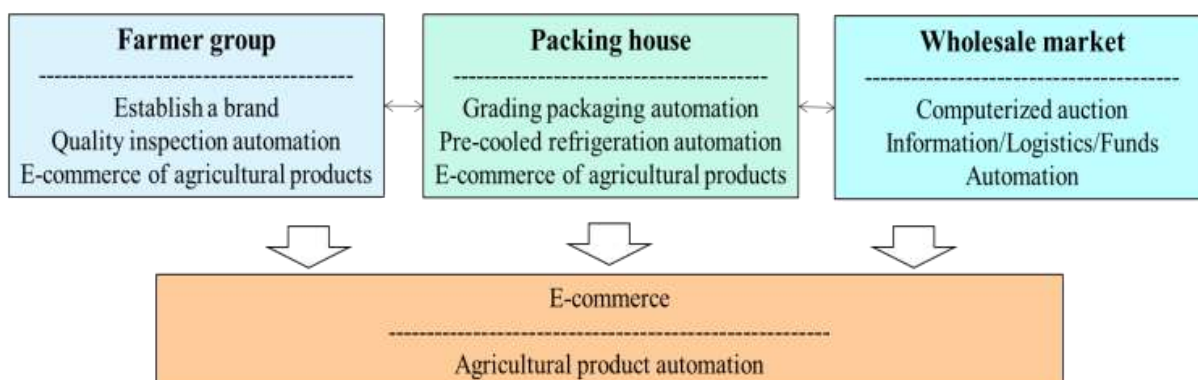 Farmer group
----------------------------------------
Establish a brand
Quality inspection automation
E-commerce of agricultural products
Packing house
----------------------------------------
Grading packaging automation
Pre-cooled refrigeration automation
E-commerce of agricultural products
Wholesale market
----------------------------------------
Computerized auction
Information/Logistics/Funds
Automation
E-commerce
--------------------------------------------------------
Agricultural product automation